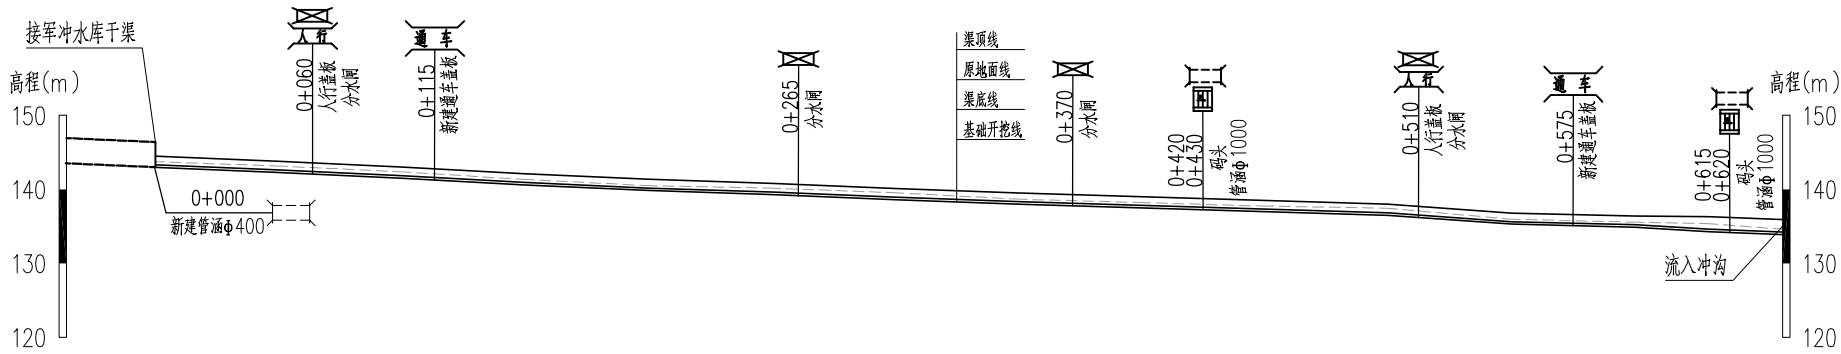 接军冲水库干渠
高程(m)
150
140
130
120
0+000
新建管涵ф400
人行
0+060
人行盖板
分水闸
通车
0+115
新建通车盖板
0+265
分水闸
渠顶线
原地面线
渠底线
基础开挖线
0+370
分水闸
0+420
0+430
码头
管涵ф1000
人行
0+510
人行盖板
分水闸
通车
0+575
新建通车盖板
0+615
0+620
码头
管涵ф1000
流入冲沟
高程(m)
150
140
130
120